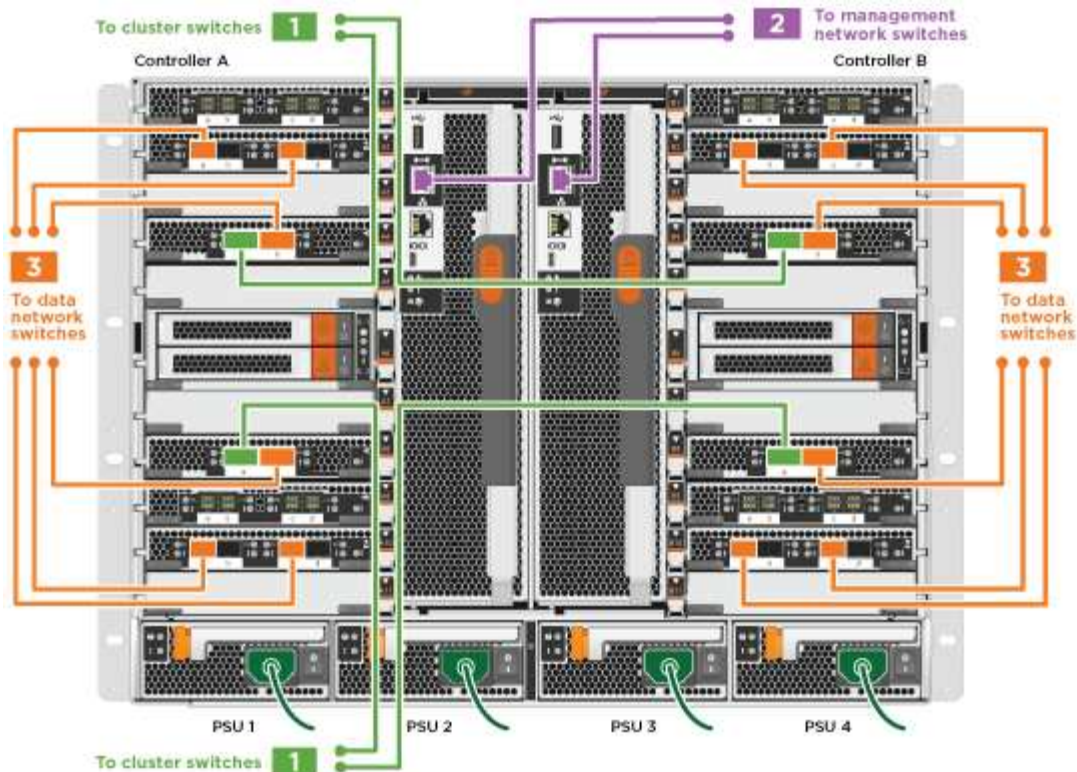 To cluster switches 1
2 To management
network switches
Controller A
Controller B
3
To data
network
switches
3
To data
network
switches
PSU 1
PSU 2
PSU 3
PSU 4
To cluster switches 1